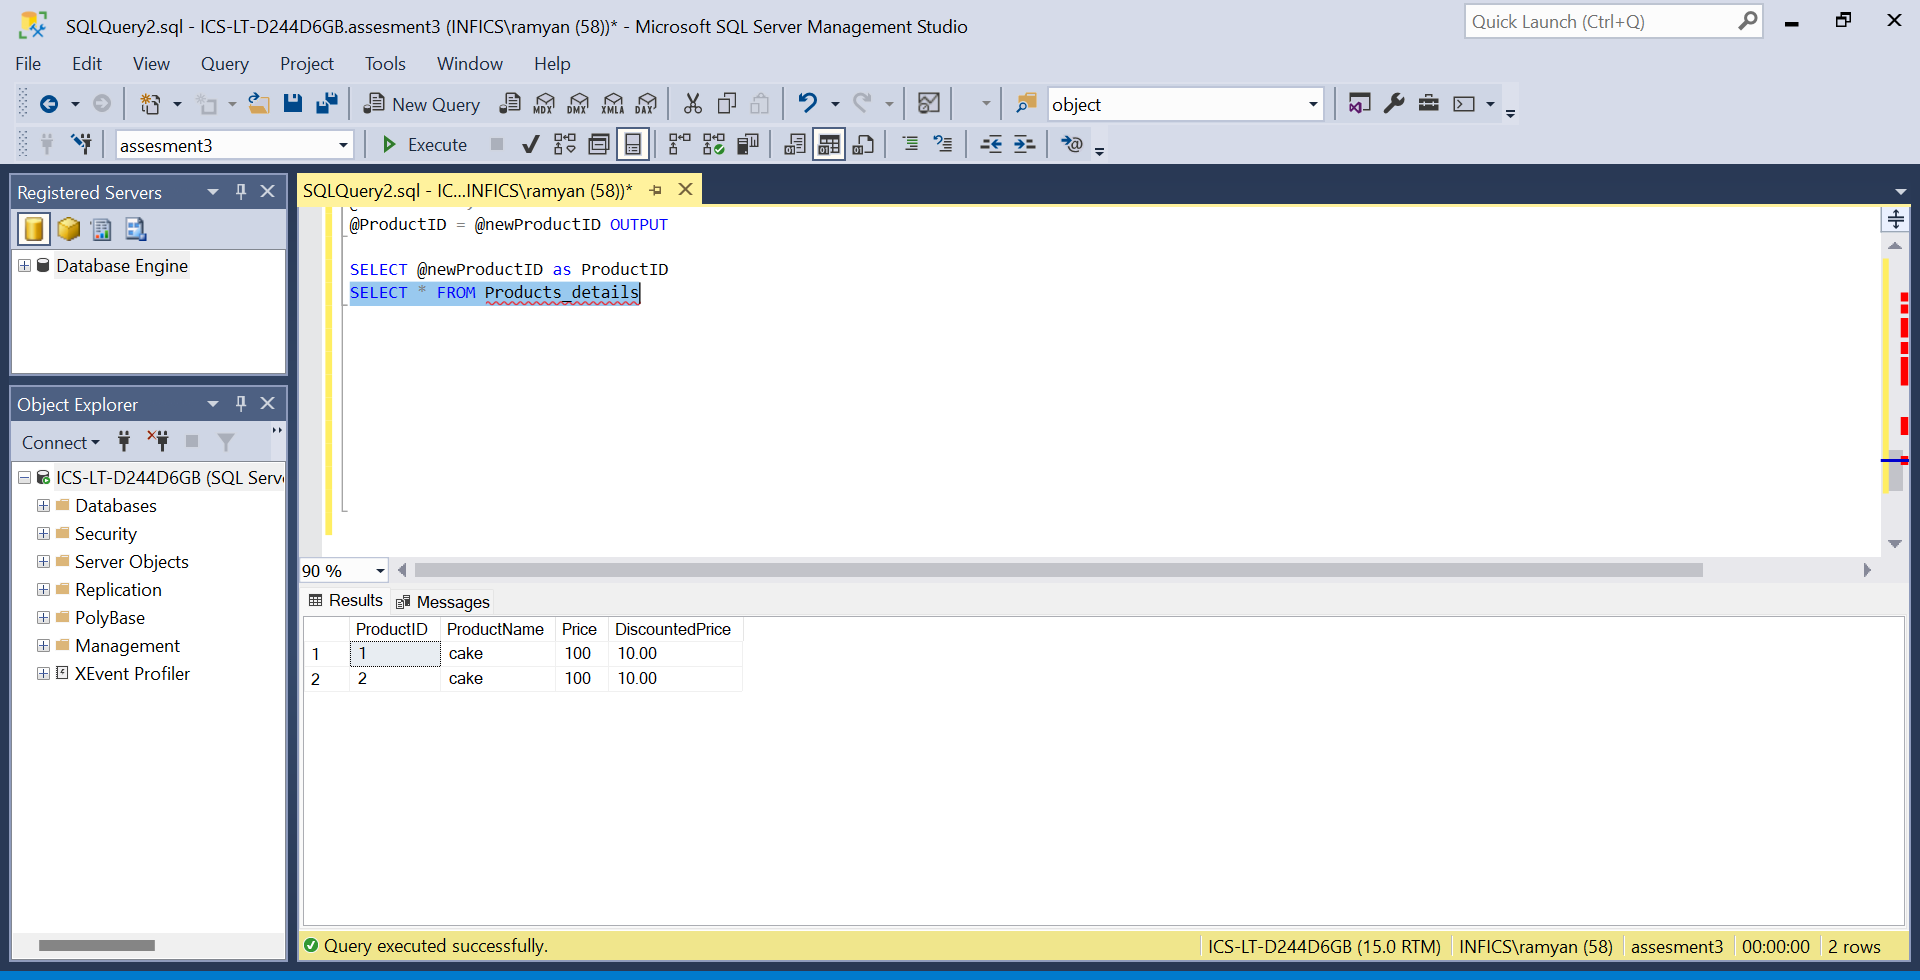 SQLQuery2.sql - ICS-LT-D244D6GB.assesment3 (INFICS\ramyan (58))* - Microsoft SQL Server Management Studio
Quick Launch (Ctrl+Q)
File Edit View Query Project Tools Window Help
New Query MDX DMX XMLA DAX object
assesment3 Execute
Registered Servers
Database Engine
SQLQuery2.sql - IC...INFICS\ramyan (58))*
@ProductID = @newProductID OUTPUT
SELECT @newProductID as ProductID
SELECT * FROM Products_details
Object Explorer
Connect
ICS-LT-D244D6GB (SQL Serv
Databases
Security
Server Objects
Replication
PolyBase
Management
XEvent Profiler
90 %
Results Messages
ProductID ProductName Price DiscountedPrice
1 1 cake 100 10.00
2 2 cake 100 10.00
Query executed successfully. ICS-LT-D244D6GB (15.0 RTM) INFICS\ramyan (58) assesment3 00:00:00 2 rows